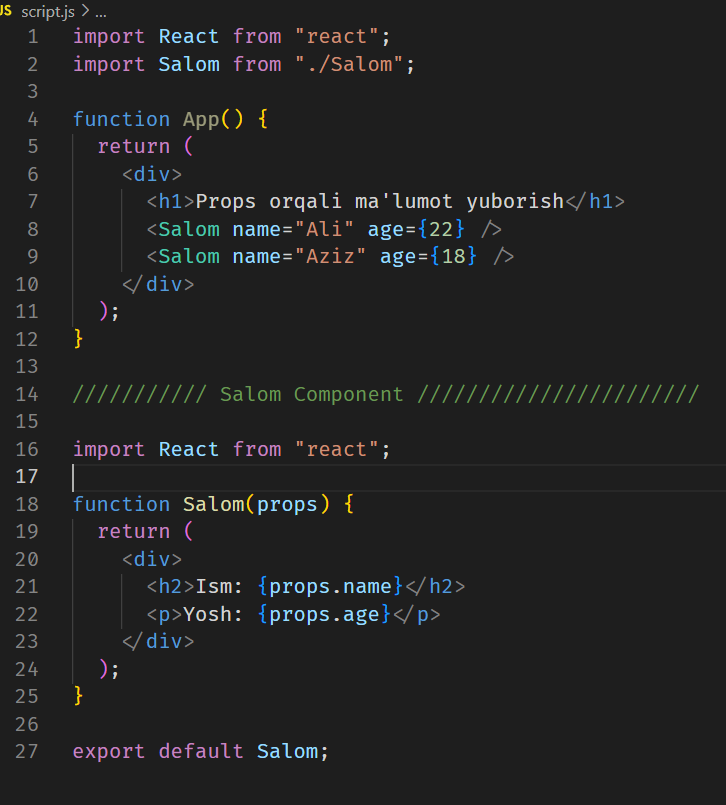 JS script.js > ...
1 import React from "react";
2 import Salom from "./Salom";
3
4 function App() {
5   return (
6     <div>
7       <h1>Props orqali ma'lumot yuborish</h1>
8       <Salom name="Ali" age={22} />
9       <Salom name="Aziz" age={18} />
10     </div>
11   );
12 }
13
14 /////////// Salom Component ///////////////////////
15
16 import React from "react";
17
18 function Salom(props) {
19   return (
20     <div>
21       <h2>Ism: {props.name}</h2>
22       <p>Yosh: {props.age}</p>
23     </div>
24   );
25 }
26
27 export default Salom;